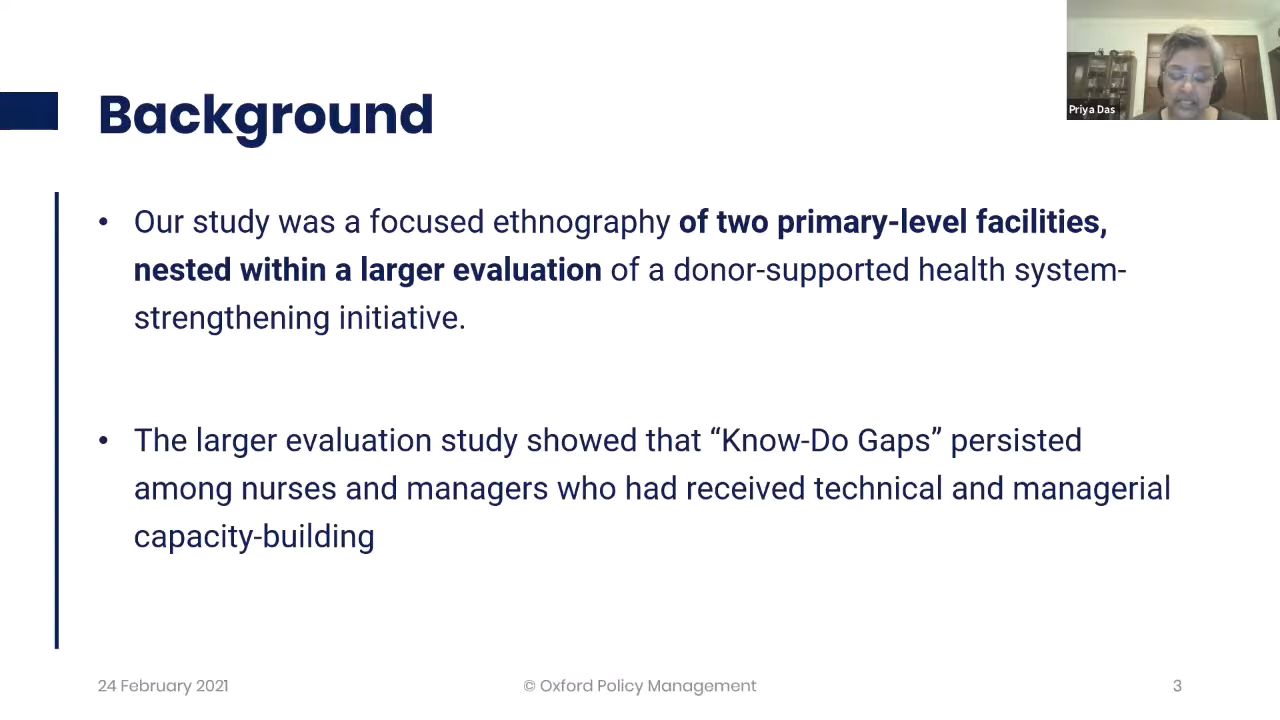 Priya Das
Background
• Our study was a focused ethnography of two primary-level facilities,
nested within a larger evaluation of a donor-supported health system-
strengthening initiative.
• The larger evaluation study showed that “Know-Do Gaps” persisted
among nurses and managers who had received technical and managerial
capacity-building
24 February 2021
© Oxford Policy Management
3